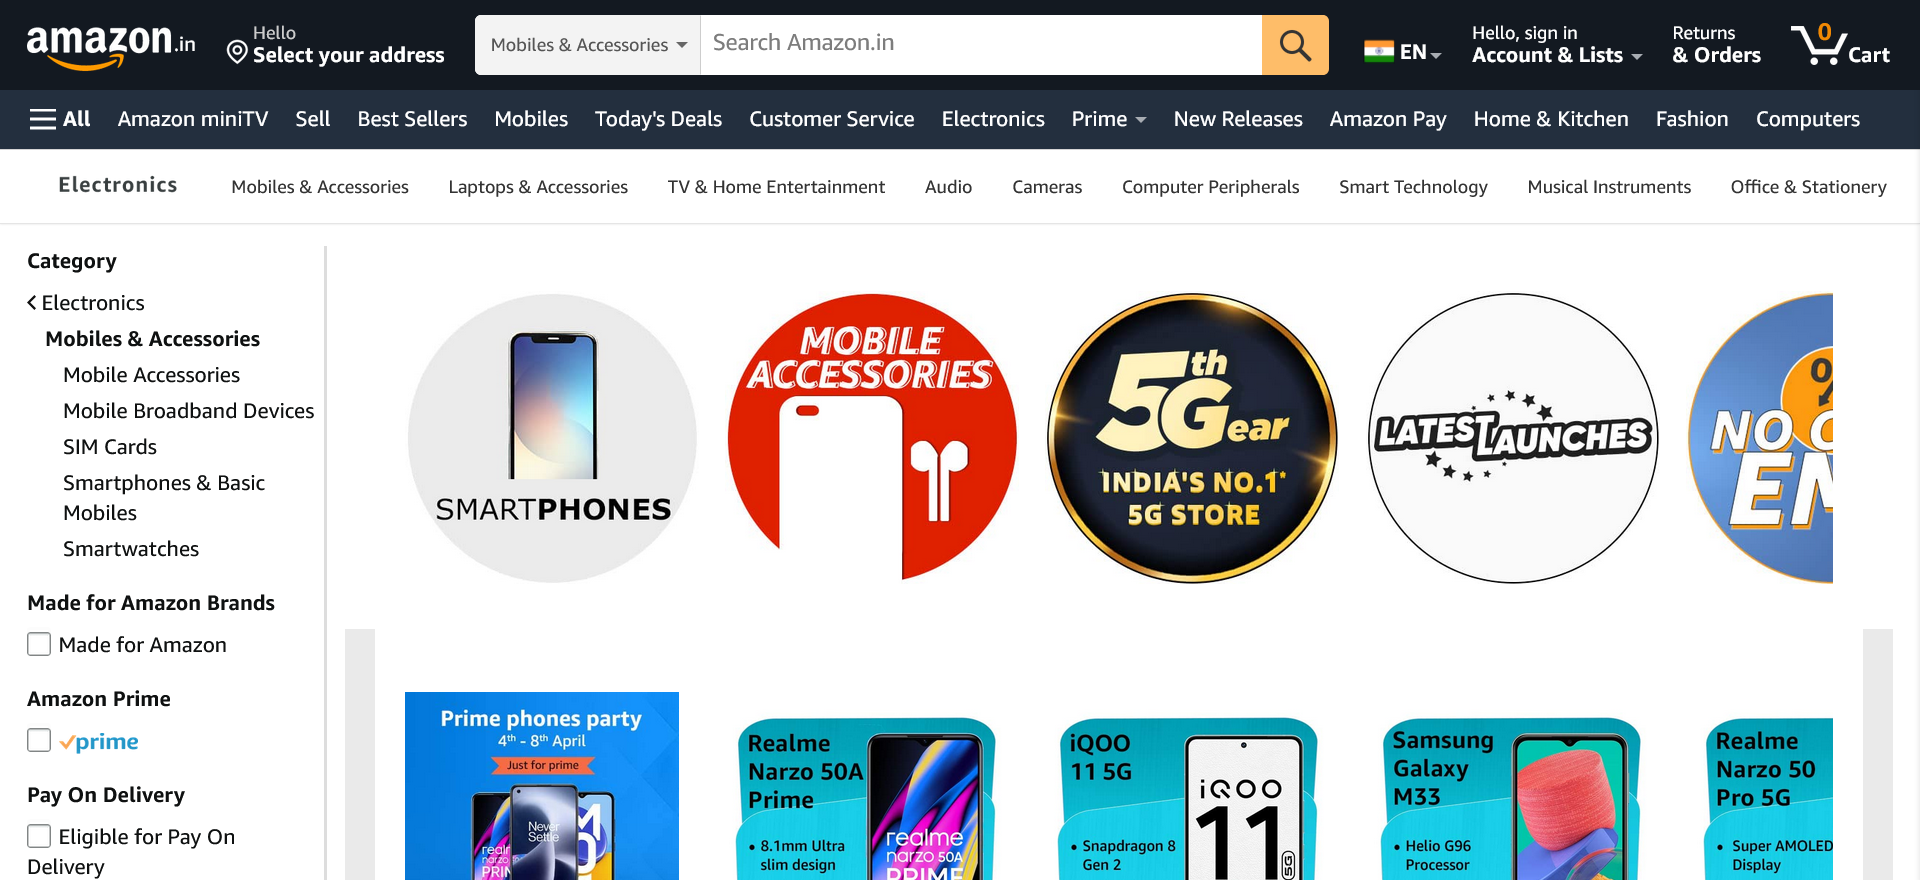 amazon.in
Hello
Select your address
Mobiles & Accessories
Search Amazon.in
EN
Hello, sign in
Account & Lists
Returns
& Orders
0
Cart
All
Amazon miniTV
Sell
Best Sellers
Mobiles
Today's Deals
Customer Service
Electronics
Prime
New Releases
Amazon Pay
Home & Kitchen
Fashion
Computers
Electronics
Mobiles & Accessories
Laptops & Accessories
TV & Home Entertainment
Audio
Cameras
Computer Peripherals
Smart Technology
Musical Instruments
Office & Stationery
Category
Electronics
Mobiles & Accessories
Mobile Accessories
Mobile Broadband Devices
SIM Cards
Smartphones & Basic
Mobiles
Smartwatches
Made for Amazon Brands
Made for Amazon
Amazon Prime
prime
Pay On Delivery
Eligible for Pay On
Delivery
SMARTPHONES
MOBILE
ACCESSORIES
5th
Gear
INDIA'S NO.1*
5G STORE
LATEST LAUNCHES
%
NO
Prime phones party
4th - 8th April
Just for prime
Never
Settle
realme
narzo 50A
PRIME
Realme
Narzo 50A
Prime
• 8.1mm Ultra
slim design
realme
narzo 50A
PRIME
iQOO
11 5G
• Snapdragon 8
Gen 2
iQOO
11
5G
Samsung
Galaxy
M33
• Helio G96
Processor
Realme
Narzo 50
Pro 5G
• Super AMOLED
Display